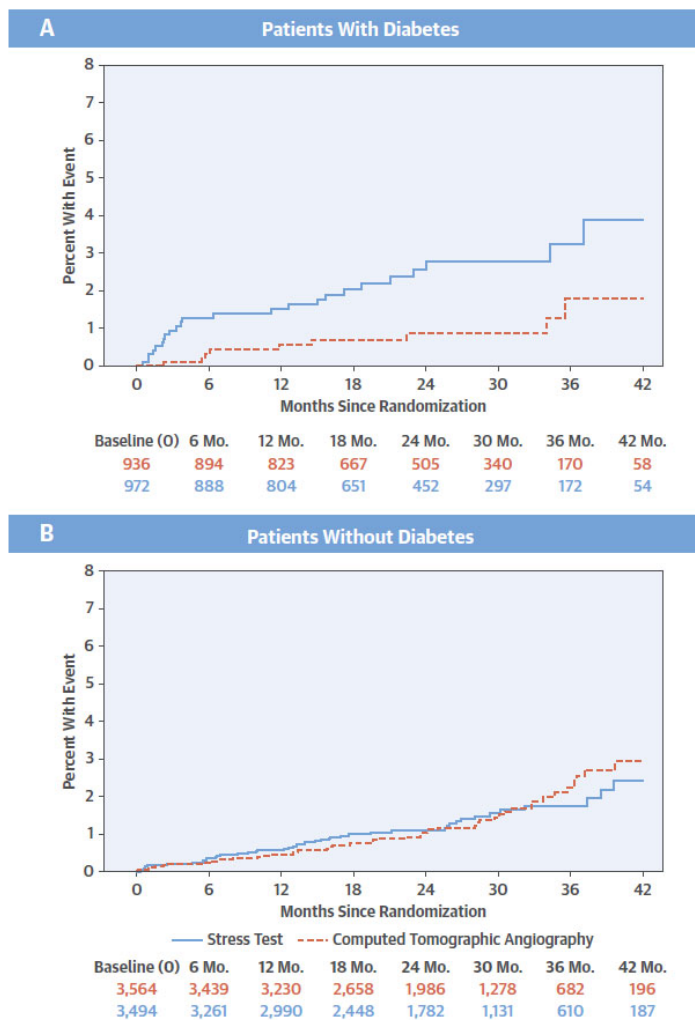 A Patients With Diabetes
8
7
6
5
4
3
2
1
0
Percent With Event
0 6 12 18 24 30 36 42
Months Since Randomization
Baseline (0) 6 Mo. 12 Mo. 18 Mo. 24 Mo. 30 Mo. 36 Mo. 42 Mo.
936 894 823 667 505 340 170 58
972 888 804 651 452 297 172 54
B Patients Without Diabetes
8
7
6
5
4
3
2
1
0
Percent With Event
0 6 12 18 24 30 36 42
Months Since Randomization
Stress Test Computed Tomographic Angiography
Baseline (0) 6 Mo. 12 Mo. 18 Mo. 24 Mo. 30 Mo. 36 Mo. 42 Mo.
3,564 3,439 3,230 2,658 1,986 1,278 682 196
3,494 3,261 2,990 2,448 1,782 1,131 610 187